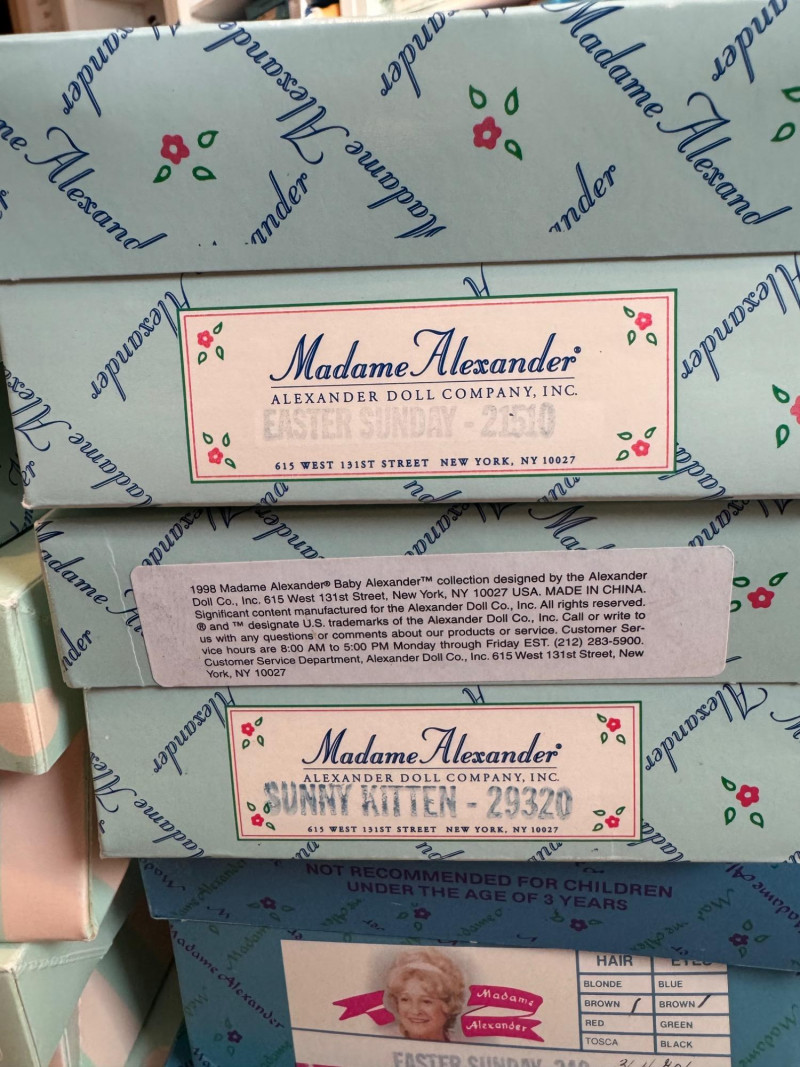 Madame Alexander
Madame Alexander®
ALEXANDER DOLL COMPANY, INC.
EASTER SUNDAY - 21510
615 WEST 131ST STREET NEW YORK, NY 10027
1998 Madame Alexander® Baby Alexander™ collection designed by the Alexander
Doll Co., Inc. 615 West 131st Street, New York, NY 10027 USA. MADE IN CHINA.
Significant content manufactured for the Alexander Doll Co., Inc. All rights reserved.
® and ™ designate U.S. trademarks of the Alexander Doll Co., Inc. Call or write to
us with any questions or comments about our products or service. Customer Ser-
vice hours are 8:00 AM to 5:00 PM Monday through Friday EST. (212) 283-5900.
Customer Service Department, Alexander Doll Co., Inc. 615 West 131st Street, New
York, NY 10027
Madame Alexander®
ALEXANDER DOLL COMPANY, INC.
SUNNY KITTEN - 29320
615 WEST 131ST STREET NEW YORK, NY 10027
NOT RECOMMENDED FOR CHILDREN
UNDER THE AGE OF 3 YEARS
Madame
Alexander
HAIR EYES
BLONDE BLUE
BROWN BROWN
RED GREEN
TOSCA BLACK
EASTER SUNDAY